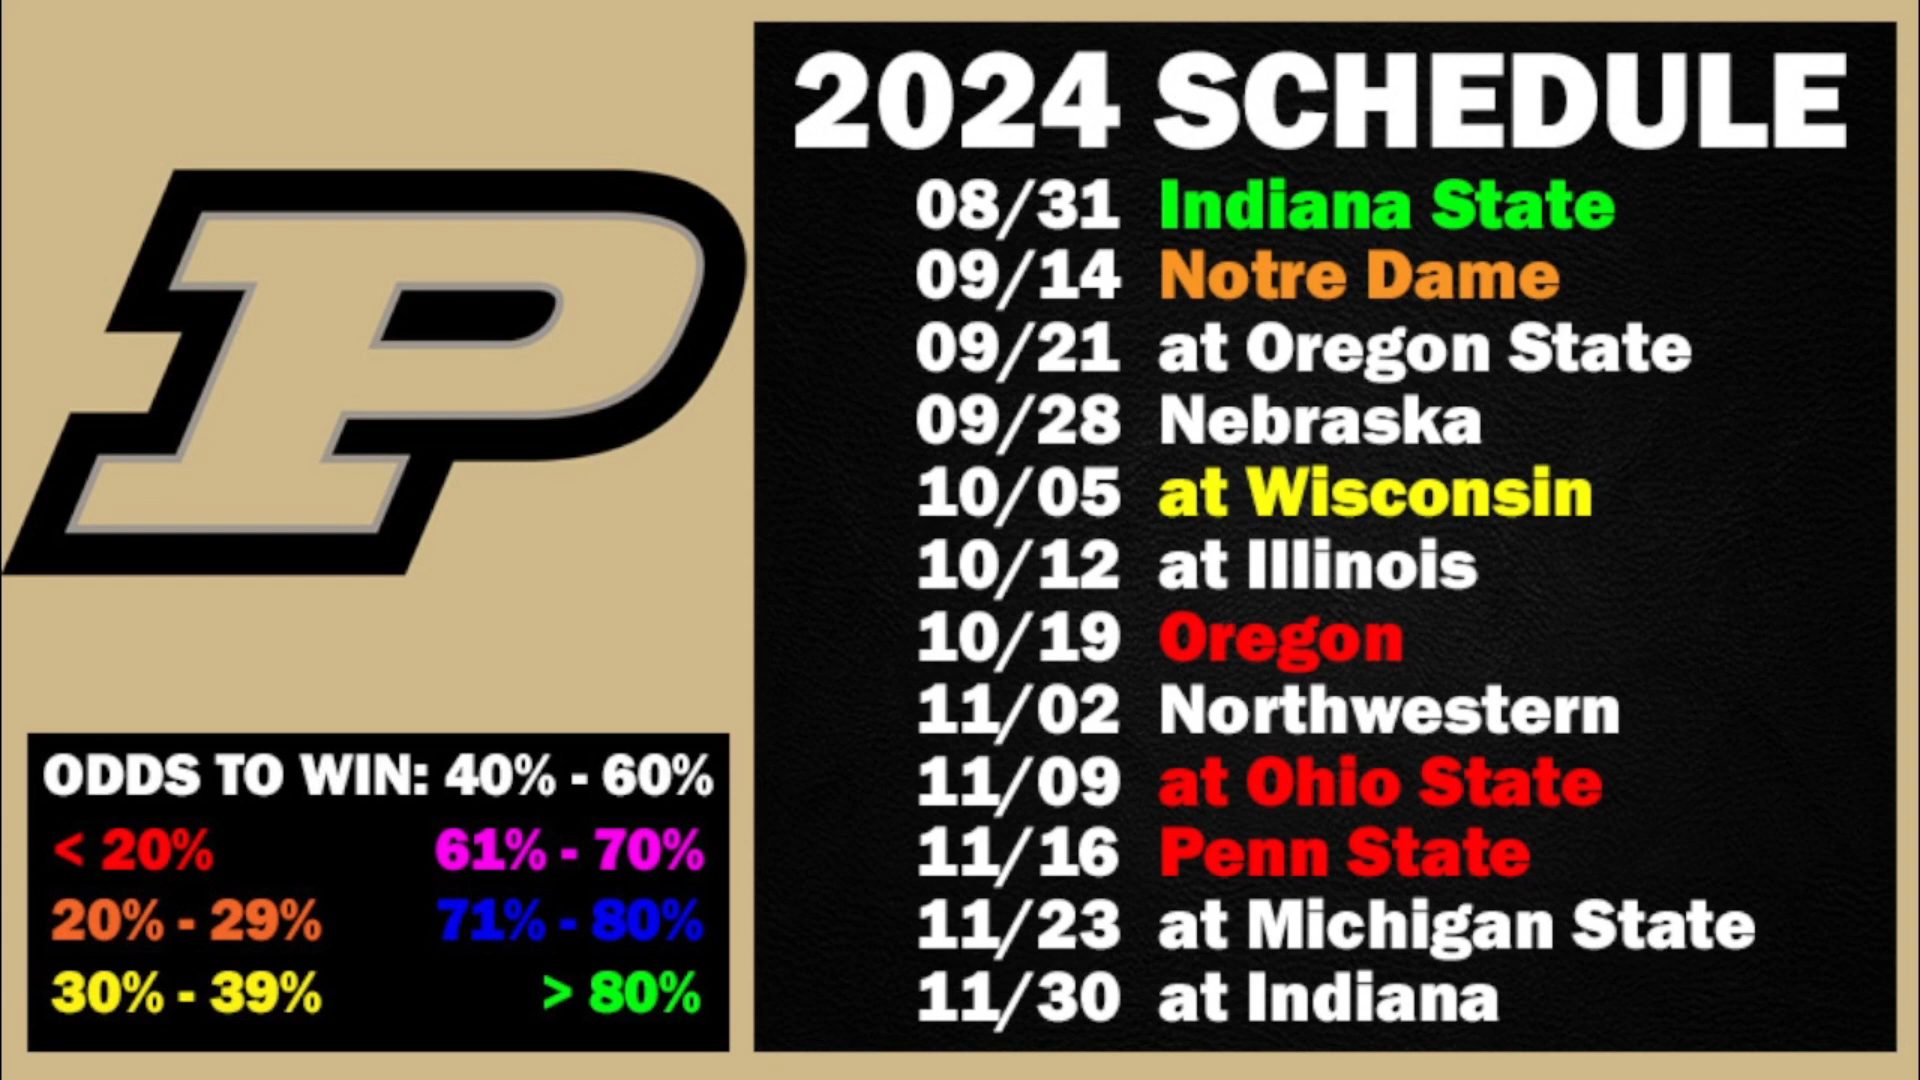 P
2024 SCHEDULE
08/31 Indiana State
09/14 Notre Dame
09/21 at Oregon State
09/28 Nebraska
10/05 at Wisconsin
10/12 at Illinois
10/19 Oregon
11/02 Northwestern
11/09 at Ohio State
11/16 Penn State
11/23 at Michigan State
11/30 at Indiana
ODDS TO WIN: 40% - 60%
< 20% 61% - 70%
20% - 29% 71% - 80%
30% - 39% > 80%